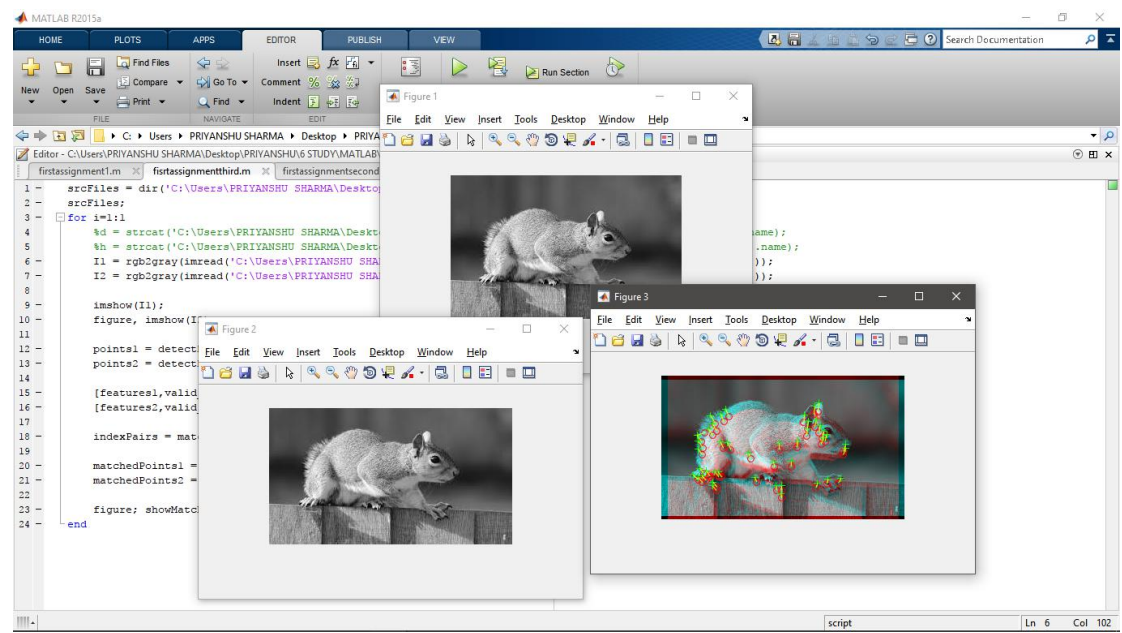 MATLAB R2015a
HOME PLOTS APPS EDITOR PUBLISH VIEW
Search Documentation
New Open Save
Find Files
Compare
Print
Go To
Find
Insert
Comment
Indent
Run Section
FILE NAVIGATE EDIT
C: Users PRIYANSHU SHARMA Desktop PRIYA
Editor - C:\Users\PRIYANSHU SHARMA\Desktop\PRIYANSHU\6 STUDY\MATLAB\
firstassignment1.m fisrtassignmentthird.m firstassignmentsecond
1 - srcFiles = dir('C:\Users\PRIYANSHU SHARMA\Deskto
2 - srcFiles;
3 - for i=1:1
4 %d = strcat('C:\Users\PRIYANSHU SHARMA\Deskt ame);
5 %h = strcat('C:\Users\PRIYANSHU SHARMA\Deskt .name);
6 - I1 = rgb2gray(imread('C:\Users\PRIYANSHU SHA ));
7 - I2 = rgb2gray(imread('C:\Users\PRIYANSHU SHA ));
8
9 - imshow(I1);
10 - figure, imshow(I
11
12 - points1 = detect
13 - points2 = detect
14
15 - [features1,valid
16 - [features2,valid
17
18 - indexPairs = mat
19
20 - matchedPoints1 =
21 - matchedPoints2 =
22
23 - figure; showMatc
24 - end
Figure 1
File Edit View Insert Tools Desktop Window Help
Figure 2
File Edit View Insert Tools Desktop Window Help
Figure 3
File Edit View Insert Tools Desktop Window Help
script Ln 6 Col 102